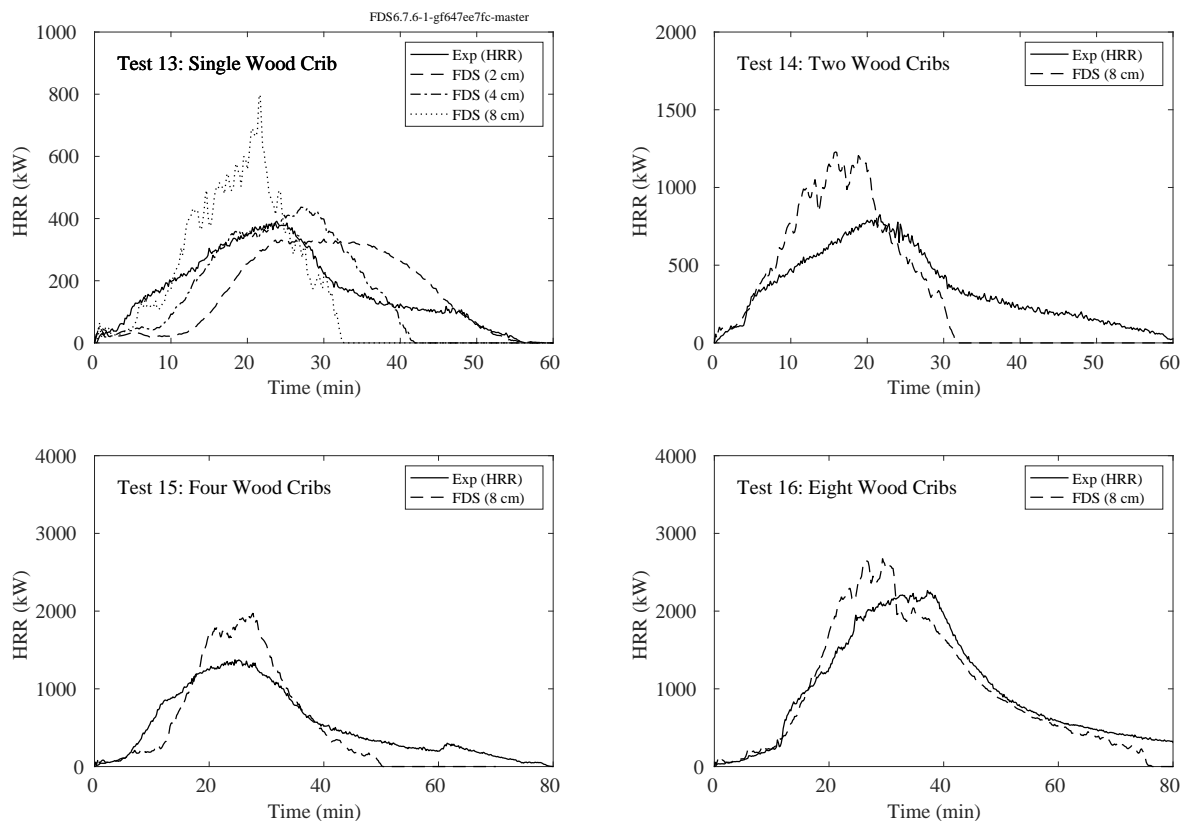 FDS6.7.6-1-gf647ee7fc-master
Test 13: Single Wood Crib
Exp (HRR)
FDS (2 cm)
FDS (4 cm)
FDS (8 cm)
HRR (kW)
1000
800
600
400
200
0
0 10 20 30 40 50 60
Time (min)
Test 14: Two Wood Cribs
Exp (HRR)
FDS (8 cm)
HRR (kW)
2000
1500
1000
500
0
0 10 20 30 40 50 60
Time (min)
Test 15: Four Wood Cribs
Exp (HRR)
FDS (8 cm)
HRR (kW)
4000
3000
2000
1000
0
0 20 40 60 80
Time (min)
Test 16: Eight Wood Cribs
Exp (HRR)
FDS (8 cm)
HRR (kW)
4000
3000
2000
1000
0
0 20 40 60 80
Time (min)